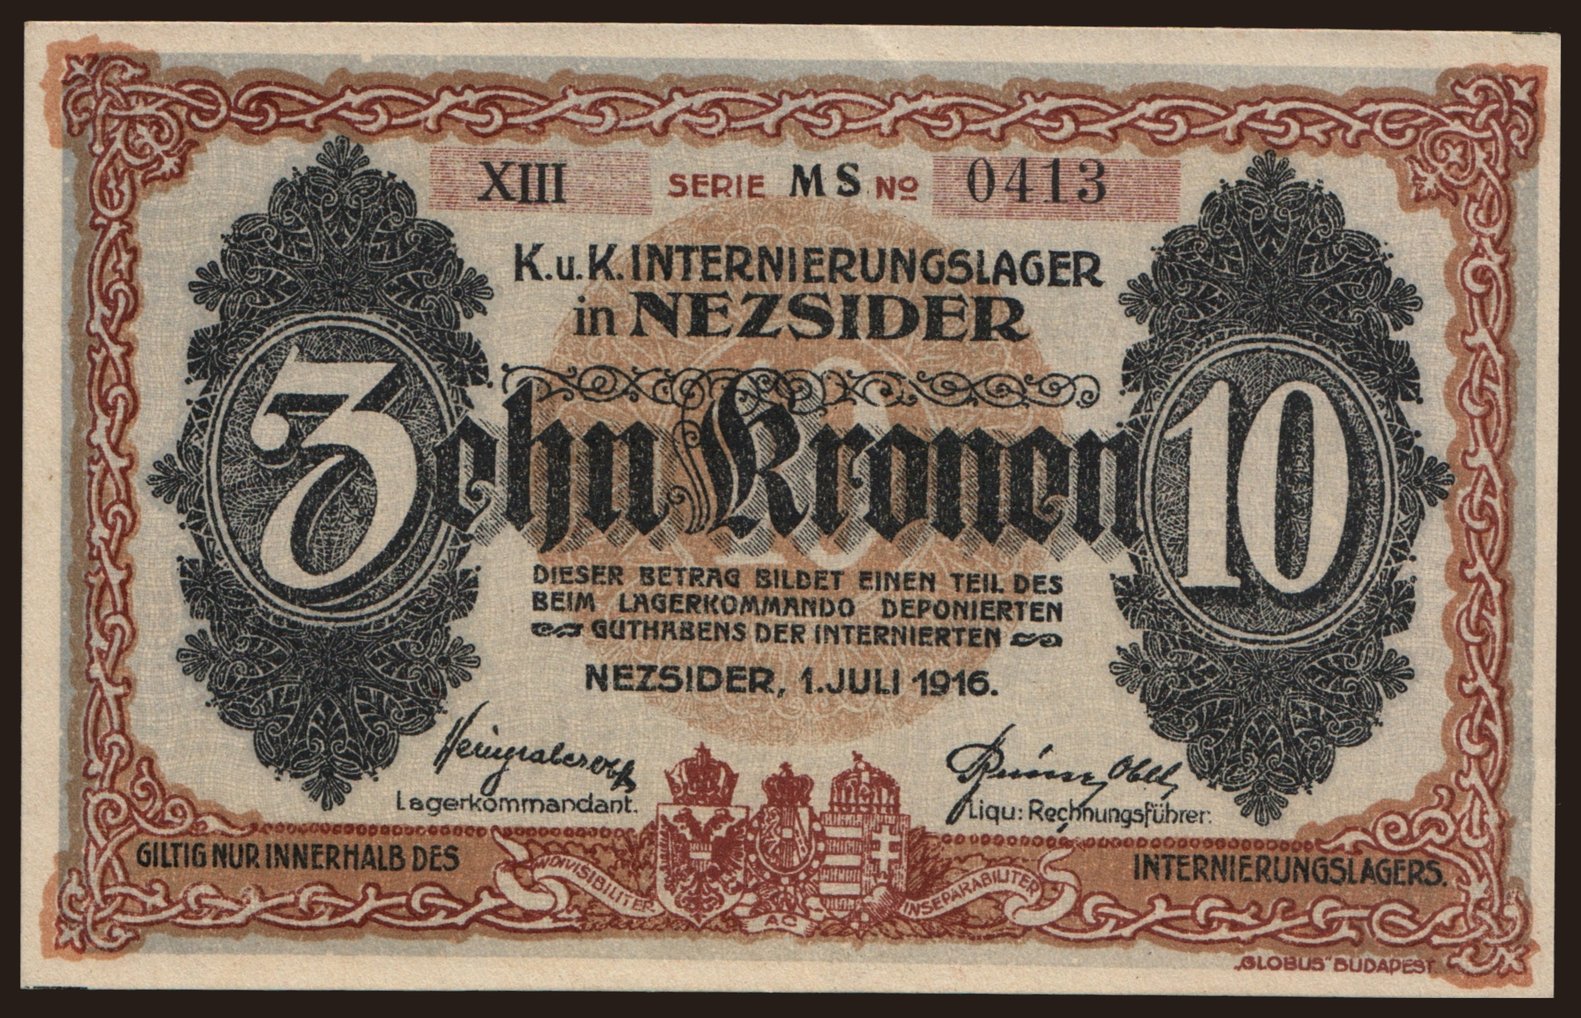 XIII SERIE MS No 0413
K.u.K. INTERNIERUNGSLAGER
in NEZSIDER
Zehn Kronen 10
DIESER BETRAG BILDET EINEN TEIL DES
BEIM LAGERKOMMANDO DEPONIERTEN
GUTHABENS DER INTERNIERTEN
NEZSIDER, 1. JULI 1916.
Lagerkommandant.
Liqu: Rechnungsführer:
GILTIG NUR INNERHALB DES INTERNIERUNGSLAGERS.
INDIVISIBILITER AC INSEPARABILITER
„GLOBUS" BUDAPEST